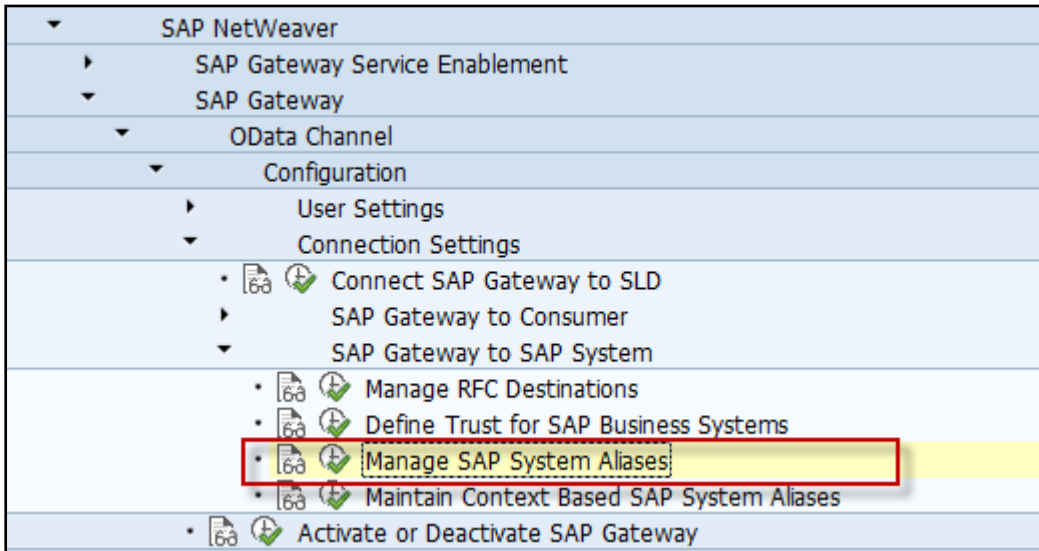 SAP NetWeaver
SAP Gateway Service Enablement
SAP Gateway
OData Channel
Configuration
User Settings
Connection Settings
Connect SAP Gateway to SLD
SAP Gateway to Consumer
SAP Gateway to SAP System
Manage RFC Destinations
Define Trust for SAP Business Systems
Manage SAP System Aliases
Maintain Context Based SAP System Aliases
Activate or Deactivate SAP Gateway